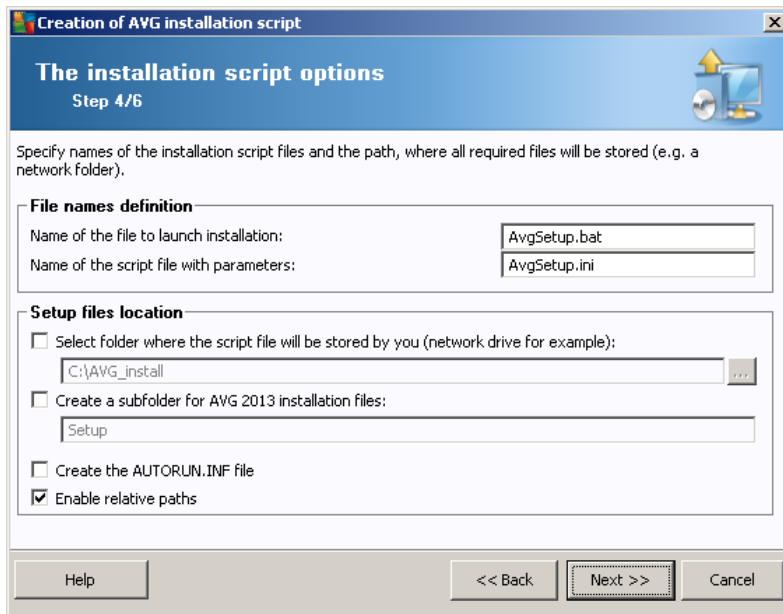 Creation of AVG installation script
The installation script options
Step 4/6
Specify names of the installation script files and the path, where all required files will be stored (e.g. a
network folder).
File names definition
Name of the file to launch installation:
AvgSetup.bat
Name of the script file with parameters:
AvgSetup.ini
Setup files location
Select folder where the script file will be stored by you (network drive for example):
C:\AVG_install
...
Create a subfolder for AVG 2013 installation files:
Setup
Create the AUTORUN.INF file
Enable relative paths
Help
<< Back
Next >>
Cancel